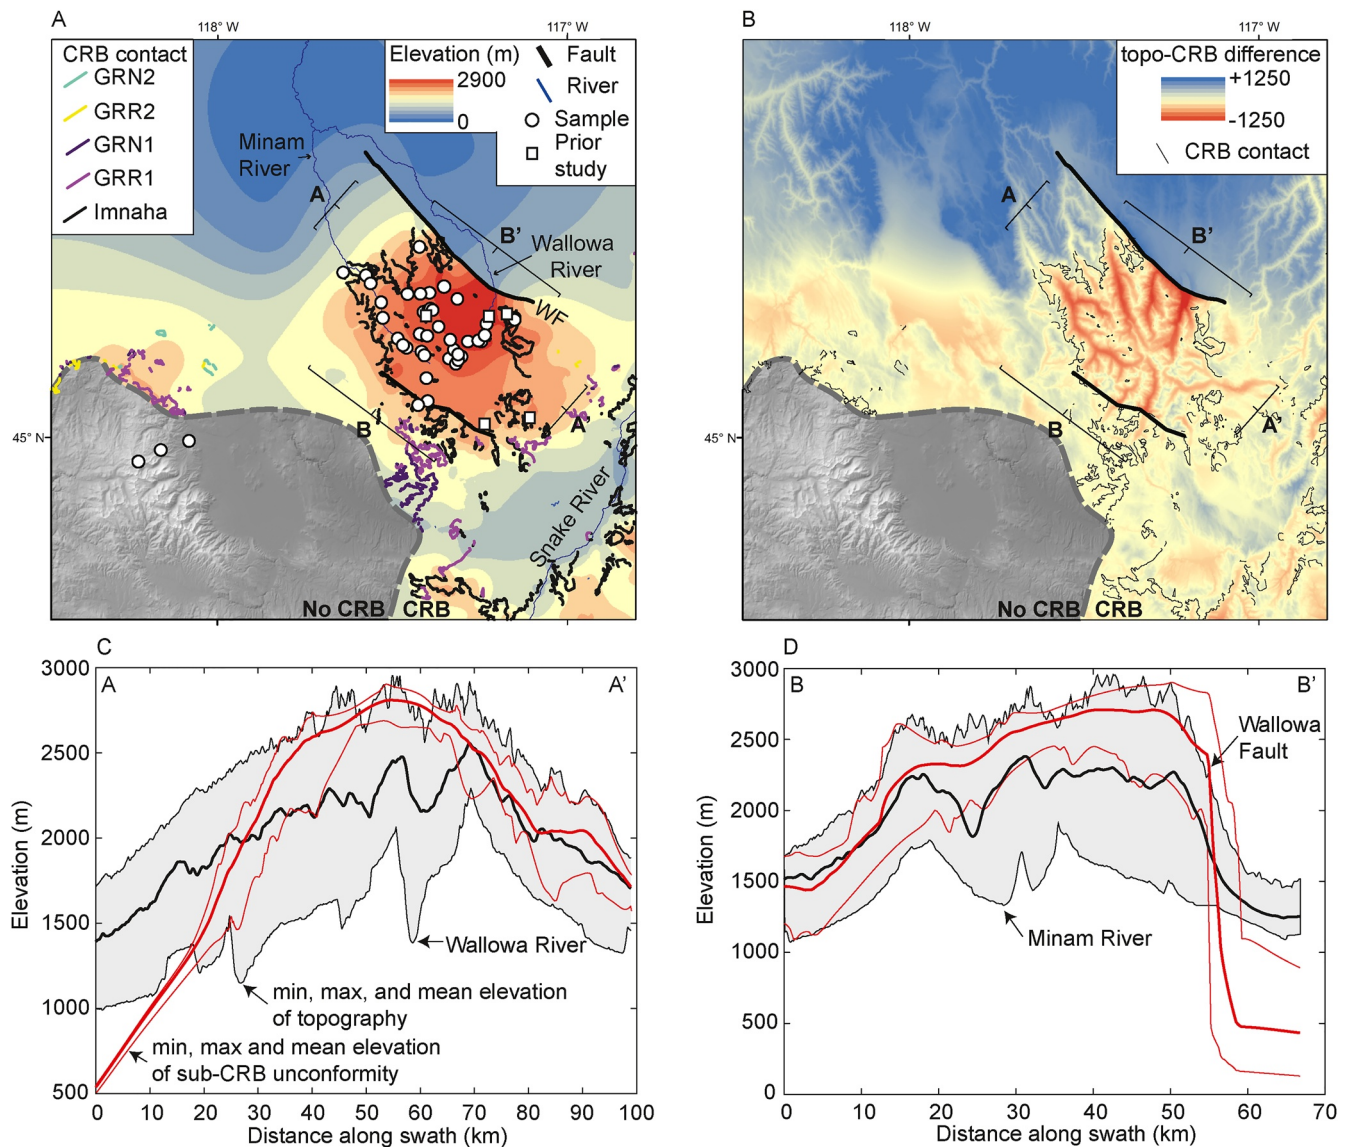 A
118° W
117° W
CRB contact
GRN2
GRR2
GRN1
GRR1
Imnaha
Elevation (m)
2900
0
Fault
River
Sample
Prior
study
Minam
River
A
B'
Wallowa
River
WF
B
A'
45° N
Snake River
No CRB
CRB
B
118° W
117° W
topo-CRB difference
+1250
-1250
CRB contact
A
B'
B
A'
45° N
No CRB
CRB
C
A
A'
3000
2500
2000
1500
1000
500
Elevation (m)
Wallowa River
min, max, and mean elevation
of topography
min, max and mean elevation
of sub-CRB unconformity
0
10
20
30
40
50
60
70
80
90
100
Distance along swath (km)
D
B
B'
3000
2500
2000
1500
1000
500
0
Elevation (m)
Wallowa
Fault
Minam River
0
10
20
30
40
50
60
70
Distance along swath (km)